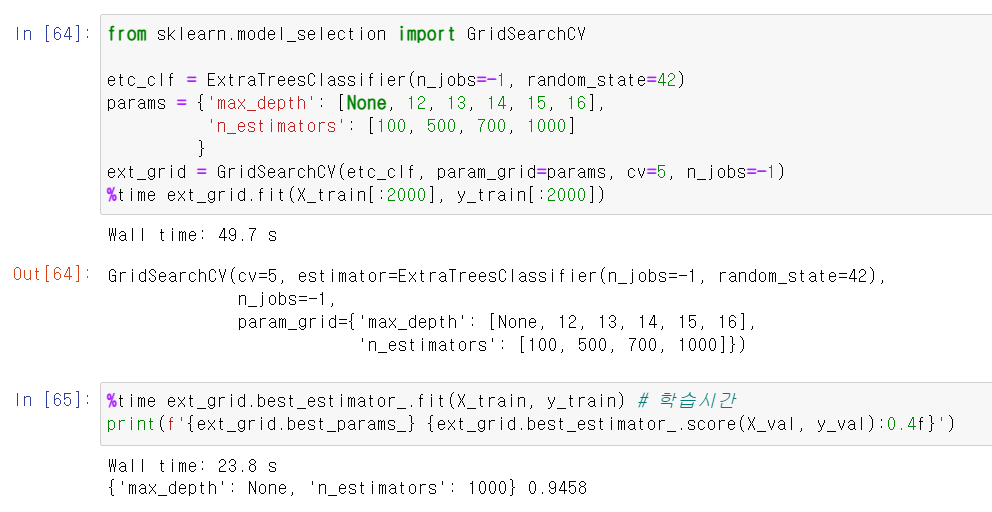 In [64]: from sklearn.model_selection import GridSearchCV
etc_clf = ExtraTreesClassifier(n_jobs=-1, random_state=42)
params = {'max_depth': [None, 12, 13, 14, 15, 16],
'n_estimators': [100, 500, 700, 1000]
}
ext_grid = GridSearchCV(etc_clf, param_grid=params, cv=5, n_jobs=-1)
%time ext_grid.fit(X_train[:2000], y_train[:2000])
Wall time: 49.7 s
Out[64]: GridSearchCV(cv=5, estimator=ExtraTreesClassifier(n_jobs=-1, random_state=42),
n_jobs=-1,
param_grid={'max_depth': [None, 12, 13, 14, 15, 16],
'n_estimators': [100, 500, 700, 1000]})
In [65]: %time ext_grid.best_estimator_.fit(X_train, y_train) # 학습시간
print(f'{ext_grid.best_params_} {ext_grid.best_estimator_.score(X_val, y_val):0.4f}')
Wall time: 23.8 s
{'max_depth': None, 'n_estimators': 1000} 0.9458